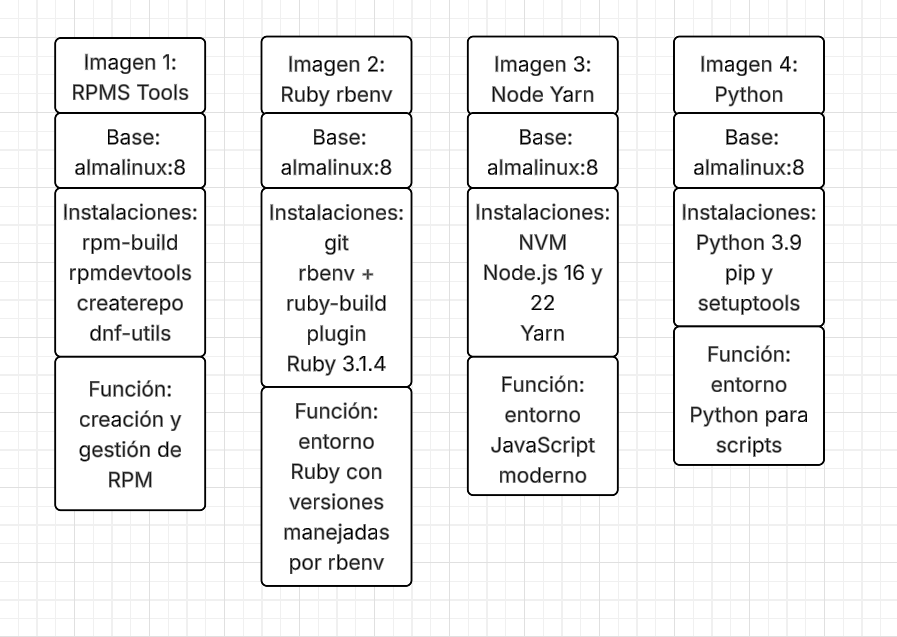 Imagen 1:
RPMS Tools
Base:
almalinux:8
Instalaciones:
rpm-build
rpmdevtools
createrepo
dnf-utils
Función:
creación y
gestión de
RPM
Imagen 2:
Ruby rbenv
Base:
almalinux:8
Instalaciones:
git
rbenv +
ruby-build
plugin
Ruby 3.1.4
Función:
entorno
Ruby con
versiones
manejadas
por rbenv
Imagen 3:
Node Yarn
Base:
almalinux:8
Instalaciones:
NVM
Node.js 16 y
22
Yarn
Función:
entorno
JavaScript
moderno
Imagen 4:
Python
Base:
almalinux:8
Instalaciones:
Python 3.9
pip y
setuptools
Función:
entorno
Python para
scripts